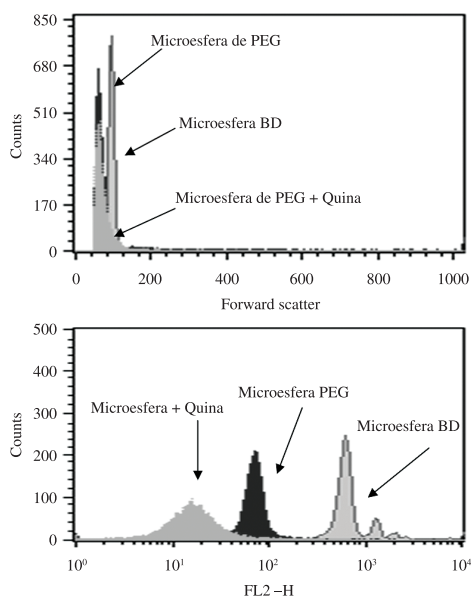 850
Microesfera de PEG
680
510
Microesfera BD
Counts
340
Microesfera de PEG + Quina
170
0
0 200 400 600 800 1000
Forward scatter
500
400
Microesfera PEG
Microesfera + Quina
300
Microesfera BD
Counts
200
100
0
10⁰ 10¹ 10² 10³ 10⁴
FL2 –H